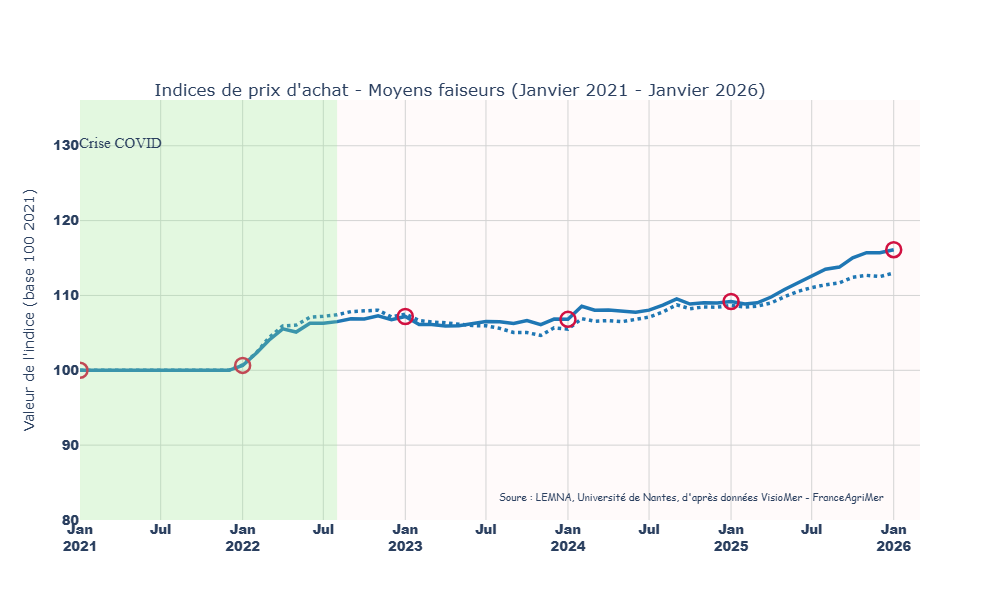 Indices de prix d'achat - Moyens faiseurs (Janvier 2021 - Janvier 2026)
Valeur de l'indice (base 100 2021)
130
Crise COVID
120
110
100
90
80
Soure : LEMNA, Université de Nantes, d'après données VisioMer - FranceAgriMer
Jan Jul Jan Jul Jan Jul Jan Jul Jan Jul Jan
2021 2022 2023 2024 2025 2026